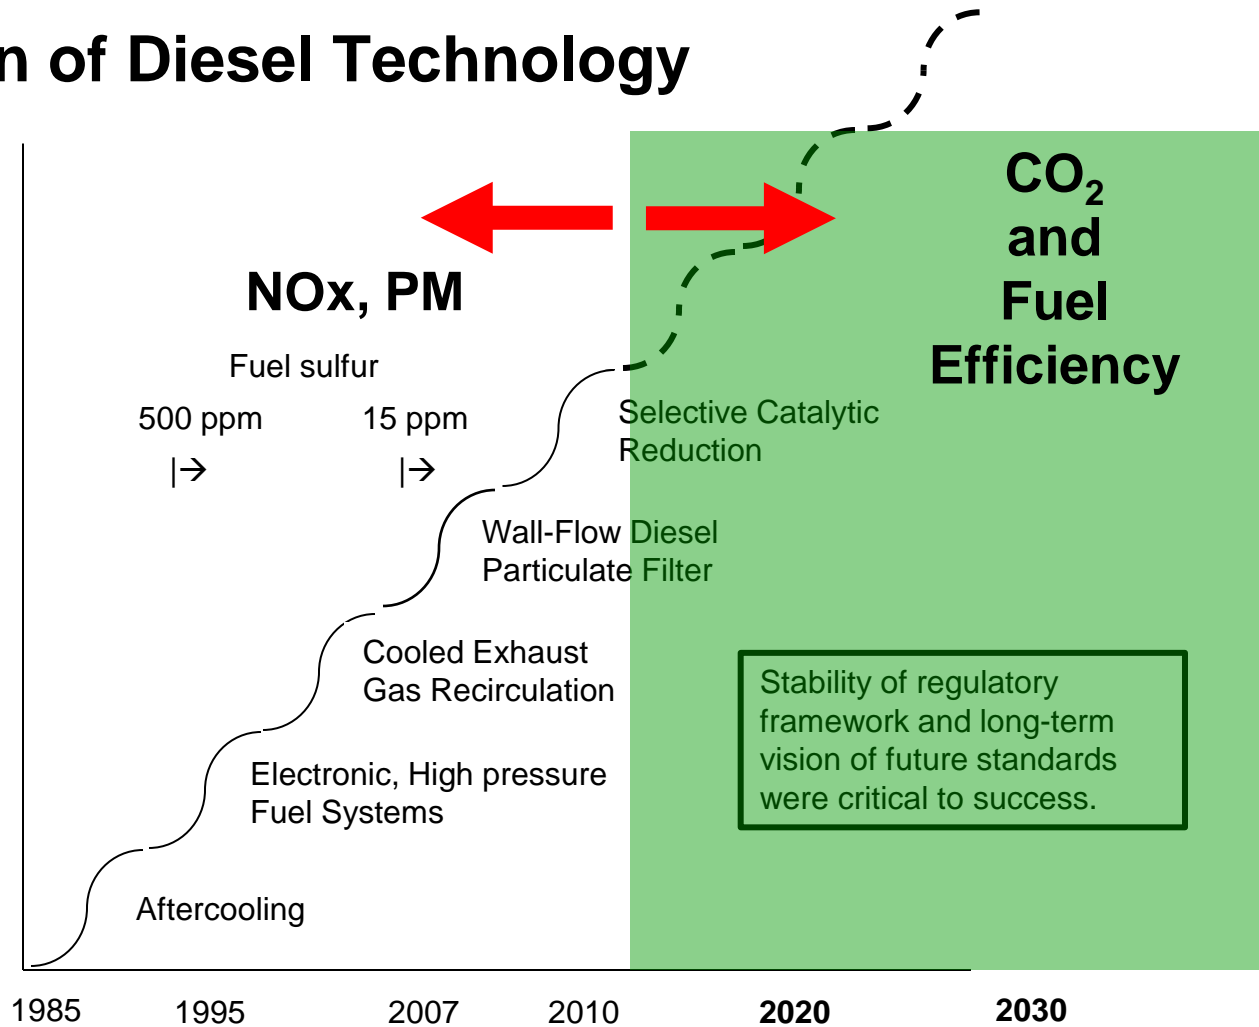 n of Diesel Technology
CO₂
and
Fuel
Efficiency
NOx, PM
Fuel sulfur
500 ppm 15 ppm
|→ |→
Selective Catalytic
Reduction
Wall-Flow Diesel
Particulate Filter
Cooled Exhaust
Gas Recirculation
Stability of regulatory
framework and long-term
vision of future standards
were critical to success.
Electronic, High pressure
Fuel Systems
Aftercooling
1985 1995 2007 2010 2020 2030